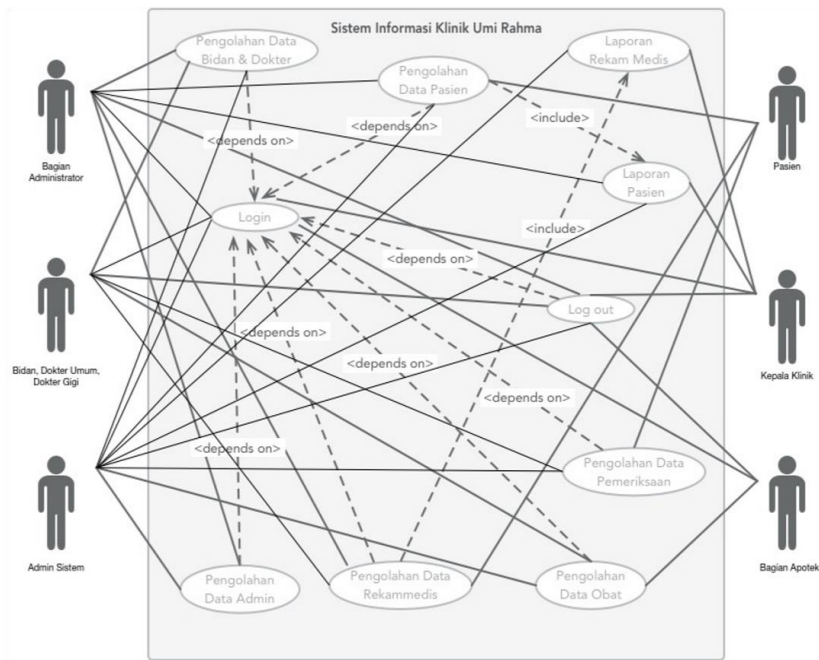 Sistem Informasi Klinik Umi Rahma
Pengolahan Data
Bidan & Dokter
Laporan
Rekam Medis
Pengolahan
Data Pasien
Bagian
Administrator
Pasien
<include>
<depends on>
<depends on>
Laporan
Pasien
Login
<include>
<depends on>
Log out
Bidan, Dokter Umum,
Dokter Gigi
Kepala Klinik
<depends on>
<depends on>
<depends on>
<depends on>
Pengolahan Data
Pemeriksaan
Admin Sistem
Bagian Apotek
Pengolahan
Data Admin
Pengolahan Data
Rekammedis
Pengolahan
Data Obat